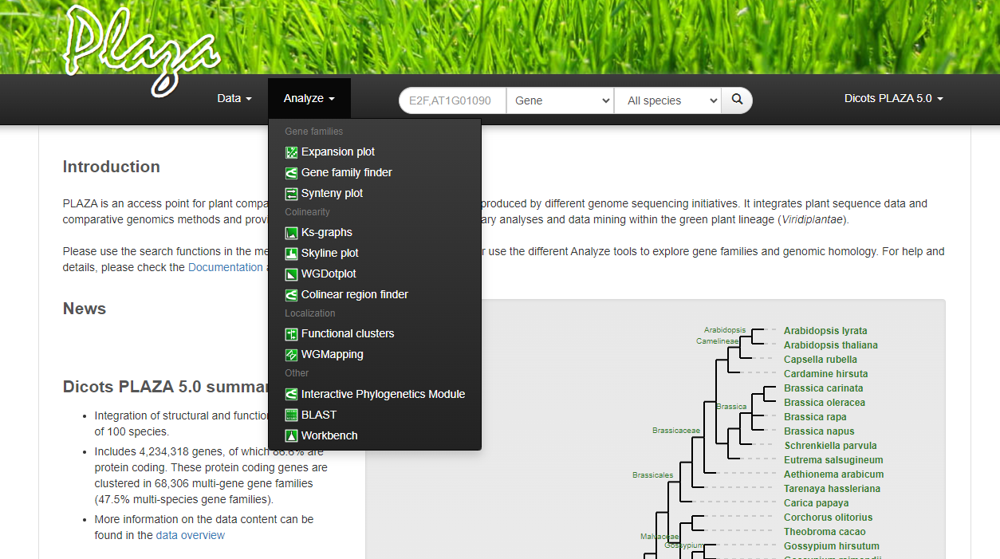 Plaza
Data
Analyze
E2F,AT1G01090
Gene
All species
Dicots PLAZA 5.0
Gene families
Expansion plot
Gene family finder
Synteny plot
Colinearity
Ks-graphs
Skyline plot
WGDotplot
Colinear region finder
Localization
Functional clusters
WGMapping
Other
Interactive Phylogenetics Module
BLAST
Workbench
Introduction
PLAZA is an access point for plant compa produced by different genome sequencing initiatives. It integrates plant sequence data and
comparative genomics methods and provi ary analyses and data mining within the green plant lineage (Viridiplantae).
Please use the search functions in the me r use the different Analyze tools to explore gene families and genomic homology. For help and
details, please check the Documentation
News
Dicots PLAZA 5.0 summar
• Integration of structural and function
of 100 species.
• Includes 4,234,318 genes, of which 86.6% are
protein coding. These protein coding genes are
clustered in 68,306 multi-gene gene families
(47.5% multi-species gene families).
• More information on the data content can be
found in the data overview
Arabidopsis
Camelineae
Brassica
Brassicaceae
Brassicales
Malvaceae
Gossypium
Arabidopsis lyrata
Arabidopsis thaliana
Capsella rubella
Cardamine hirsuta
Brassica carinata
Brassica oleracea
Brassica rapa
Brassica napus
Schrenkiella parvula
Eutrema salsugineum
Aethionema arabicum
Tarenaya hassleriana
Carica papaya
Corchorus olitorius
Theobroma cacao
Gossypium hirsutum